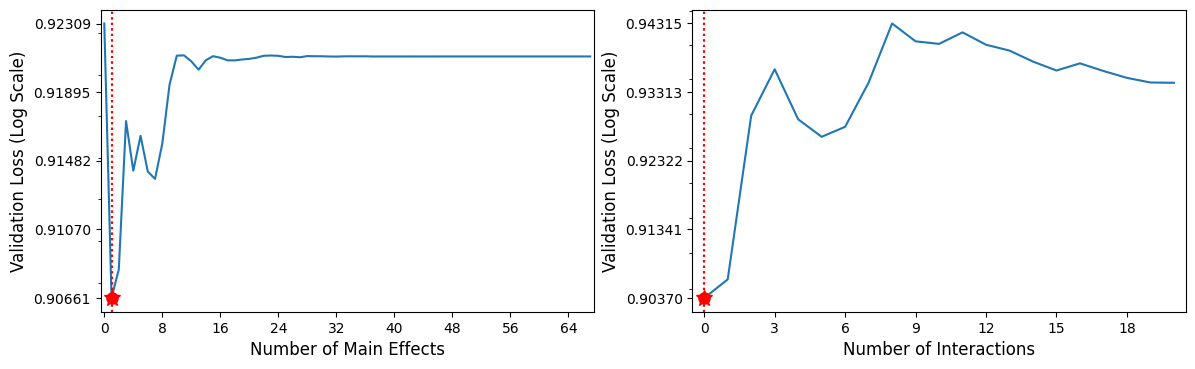 0.92309
0.91895
0.91482
0.91070
0.90661
Validation Loss (Log Scale)
0 8 16 24 32 40 48 56 64
Number of Main Effects
0.94315
0.93313
0.92322
0.91341
0.90370
Validation Loss (Log Scale)
0 3 6 9 12 15 18
Number of Interactions